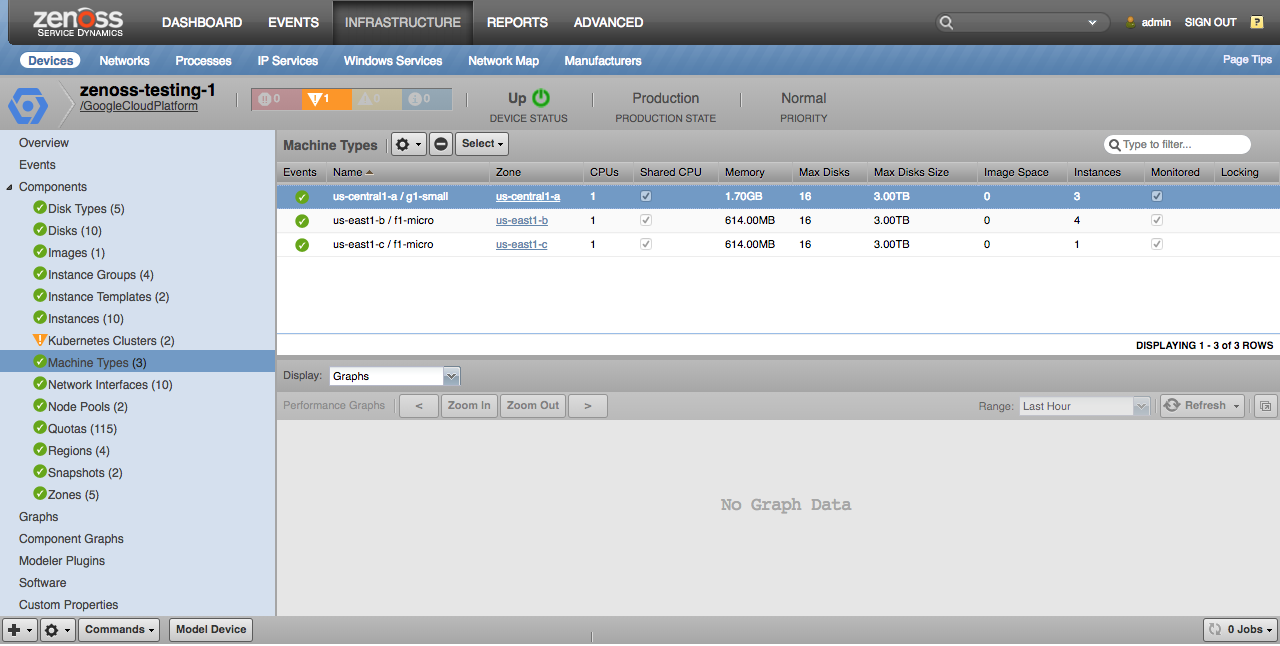 zenoss
SERVICE DYNAMICS
DASHBOARD EVENTS INFRASTRUCTURE REPORTS ADVANCED
admin SIGN OUT ?
Devices Networks Processes IP Services Windows Services Network Map Manufacturers Page Tips
zenoss-testing-1
/GoogleCloudPlatform
0 1 0 0
Up
DEVICE STATUS
Production
PRODUCTION STATE
Normal
PRIORITY
Overview
Events
Components
Disk Types (5)
Disks (10)
Images (1)
Instance Groups (4)
Instance Templates (2)
Instances (10)
Kubernetes Clusters (2)
Machine Types (3)
Network Interfaces (10)
Node Pools (2)
Quotas (115)
Regions (4)
Snapshots (2)
Zones (5)
Graphs
Component Graphs
Modeler Plugins
Software
Custom Properties
Machine Types Select Type to filter...
Events Name Zone CPUs Shared CPU Memory Max Disks Max Disks Size Image Space Instances Monitored Locking
us-central1-a / g1-small us-central1-a 1 1.70GB 16 3.00TB 0 3
us-east1-b / f1-micro us-east1-b 1 614.00MB 16 3.00TB 0 4
us-east1-c / f1-micro us-east1-c 1 614.00MB 16 3.00TB 0 1
DISPLAYING 1 - 3 of 3 ROWS
Display: Graphs
Performance Graphs < Zoom In Zoom Out > Range: Last Hour Refresh
No Graph Data
Commands Model Device 0 Jobs